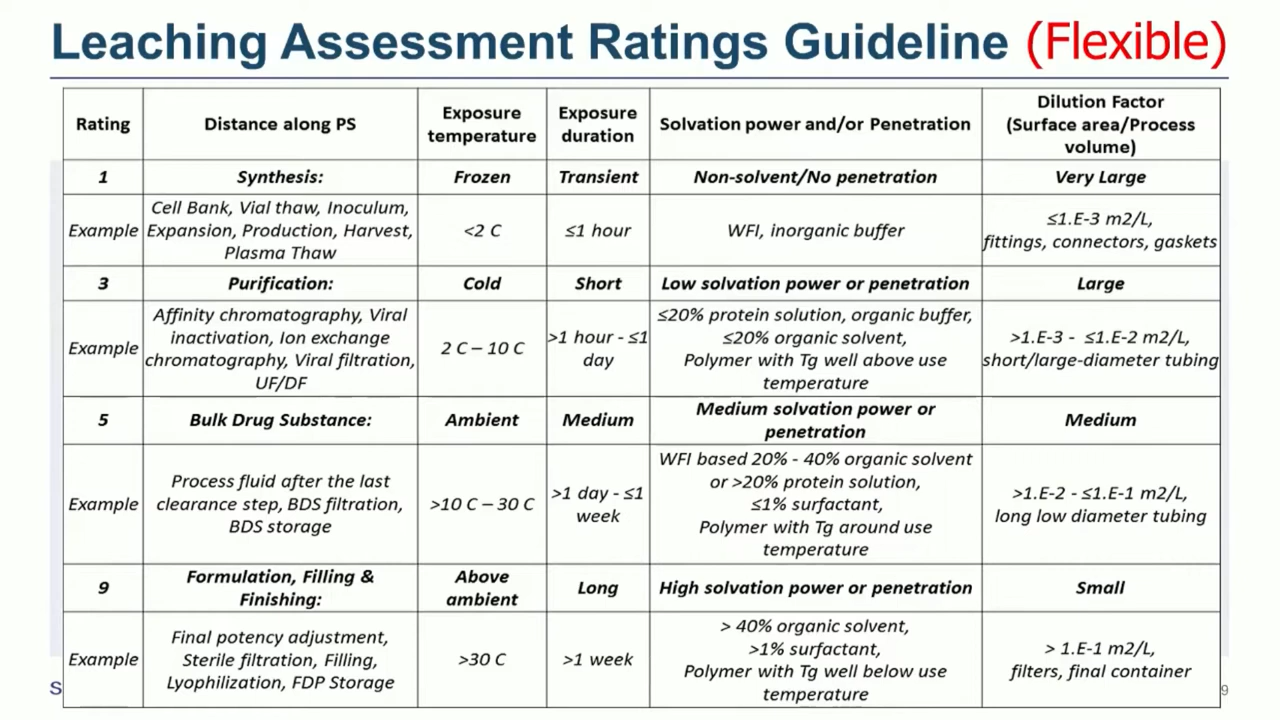 Leaching Assessment Ratings Guideline (Flexible)
Rating
Distance along PS
Exposure
temperature
Exposure
duration
Solvation power and/or Penetration
Dilution Factor
(Surface area/Process
volume)
1
Synthesis:
Frozen
Transient
Non-solvent/No penetration
Very Large
Example
Cell Bank, Vial thaw, Inoculum,
Expansion, Production, Harvest,
Plasma Thaw
<2 C
≤1 hour
WFI, inorganic buffer
≤1.E-3 m2/L,
fittings, connectors, gaskets
3
Purification:
Cold
Short
Low solvation power or penetration
Large
Example
Affinity chromatography, Viral
inactivation, Ion exchange
chromatography, Viral filtration,
UF/DF
2 C – 10 C
>1 hour - ≤1
day
≤20% protein solution, organic buffer,
≤20% organic solvent,
Polymer with Tg well above use
temperature
>1.E-3 - ≤1.E-2 m2/L,
short/large-diameter tubing
5
Bulk Drug Substance:
Ambient
Medium
Medium solvation power or
penetration
Medium
Example
Process fluid after the last
clearance step, BDS filtration,
BDS storage
>10 C – 30 C
>1 day - ≤1
week
WFI based 20% - 40% organic solvent
or >20% protein solution,
≤1% surfactant,
Polymer with Tg around use
temperature
>1.E-2 - ≤1.E-1 m2/L,
long low diameter tubing
9
Formulation, Filling &
Finishing:
Above
ambient
Long
High solvation power or penetration
Small
Example
Final potency adjustment,
Sterile filtration, Filling,
Lyophilization, FDP Storage
>30 C
>1 week
> 40% organic solvent,
>1% surfactant,
Polymer with Tg well below use
temperature
> 1.E-1 m2/L,
filters, final container
S
9